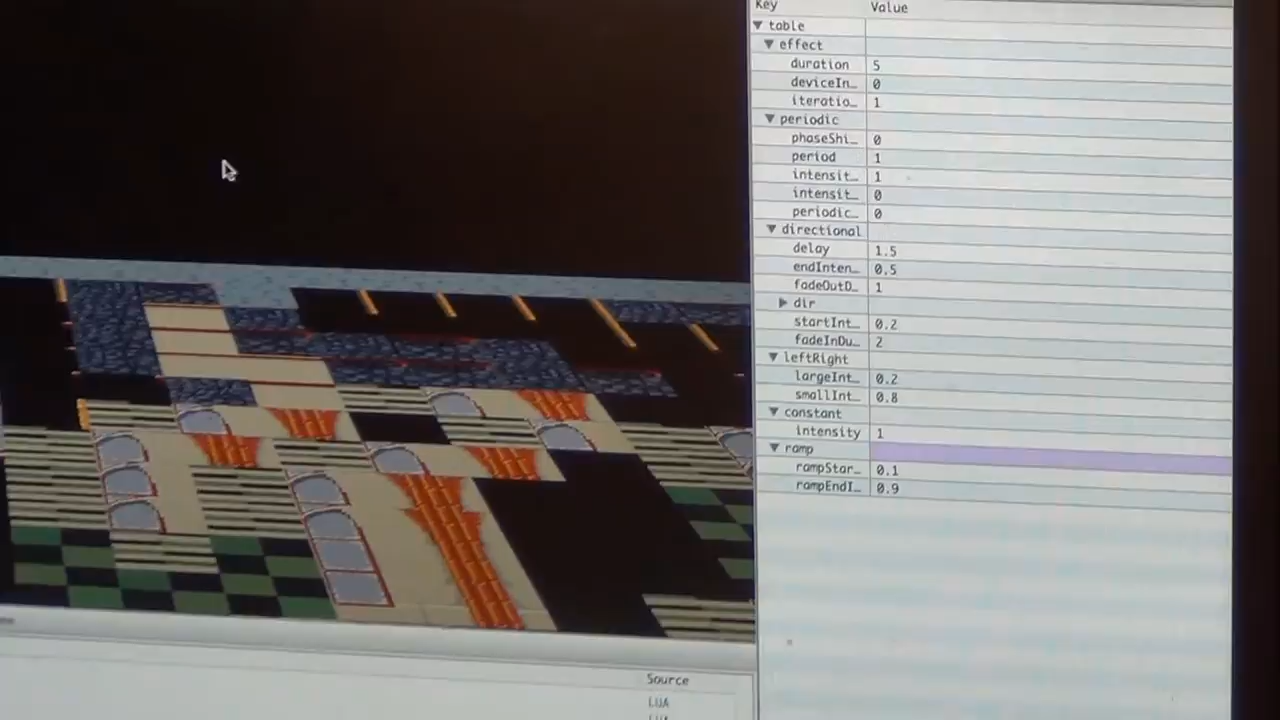 Key Value
table
effect
duration 5
deviceIn… 0
iteratio… 1
periodic
phaseShi… 0
period 1
intensit… 1
intensit… 0
periodic… 0
directional
delay 1.5
endInten… 0.5
fadeOutD… 1
dir
startInt… 0.2
fadeInDu… 2
leftRight
largeInt… 0.2
smallInt… 0.8
constant
intensity 1
ramp
rampStar… 0.1
rampEndI… 0.9
Source
LUA